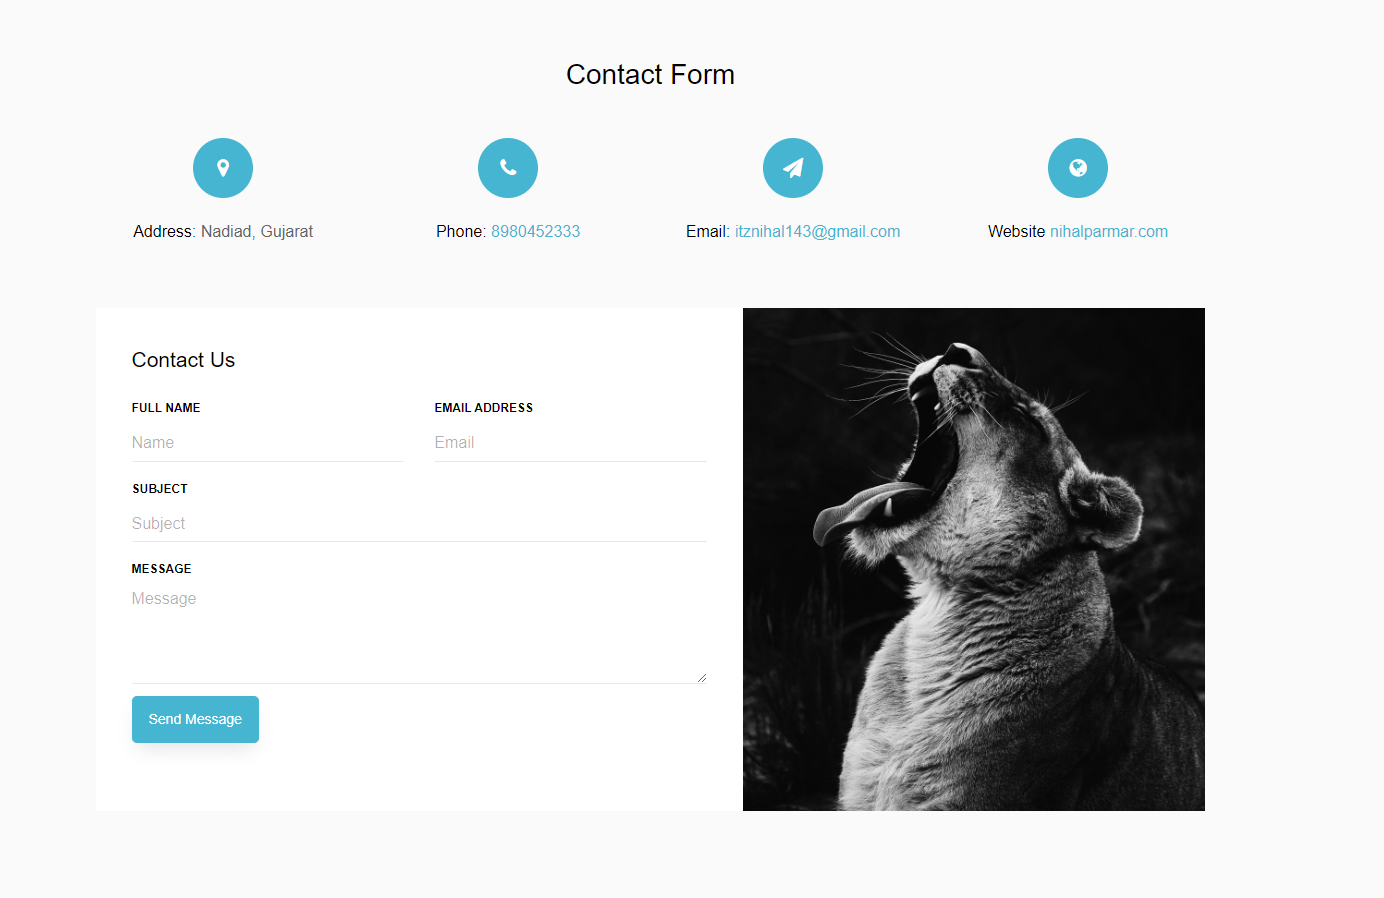 Contact Form
Address: Nadiad, Gujarat
Phone: 8980452333
Email: itznihal143@gmail.com
Website nihalparmar.com
Contact Us
FULL NAME
EMAIL ADDRESS
Name
Email
SUBJECT
Subject
MESSAGE
Message
Send Message